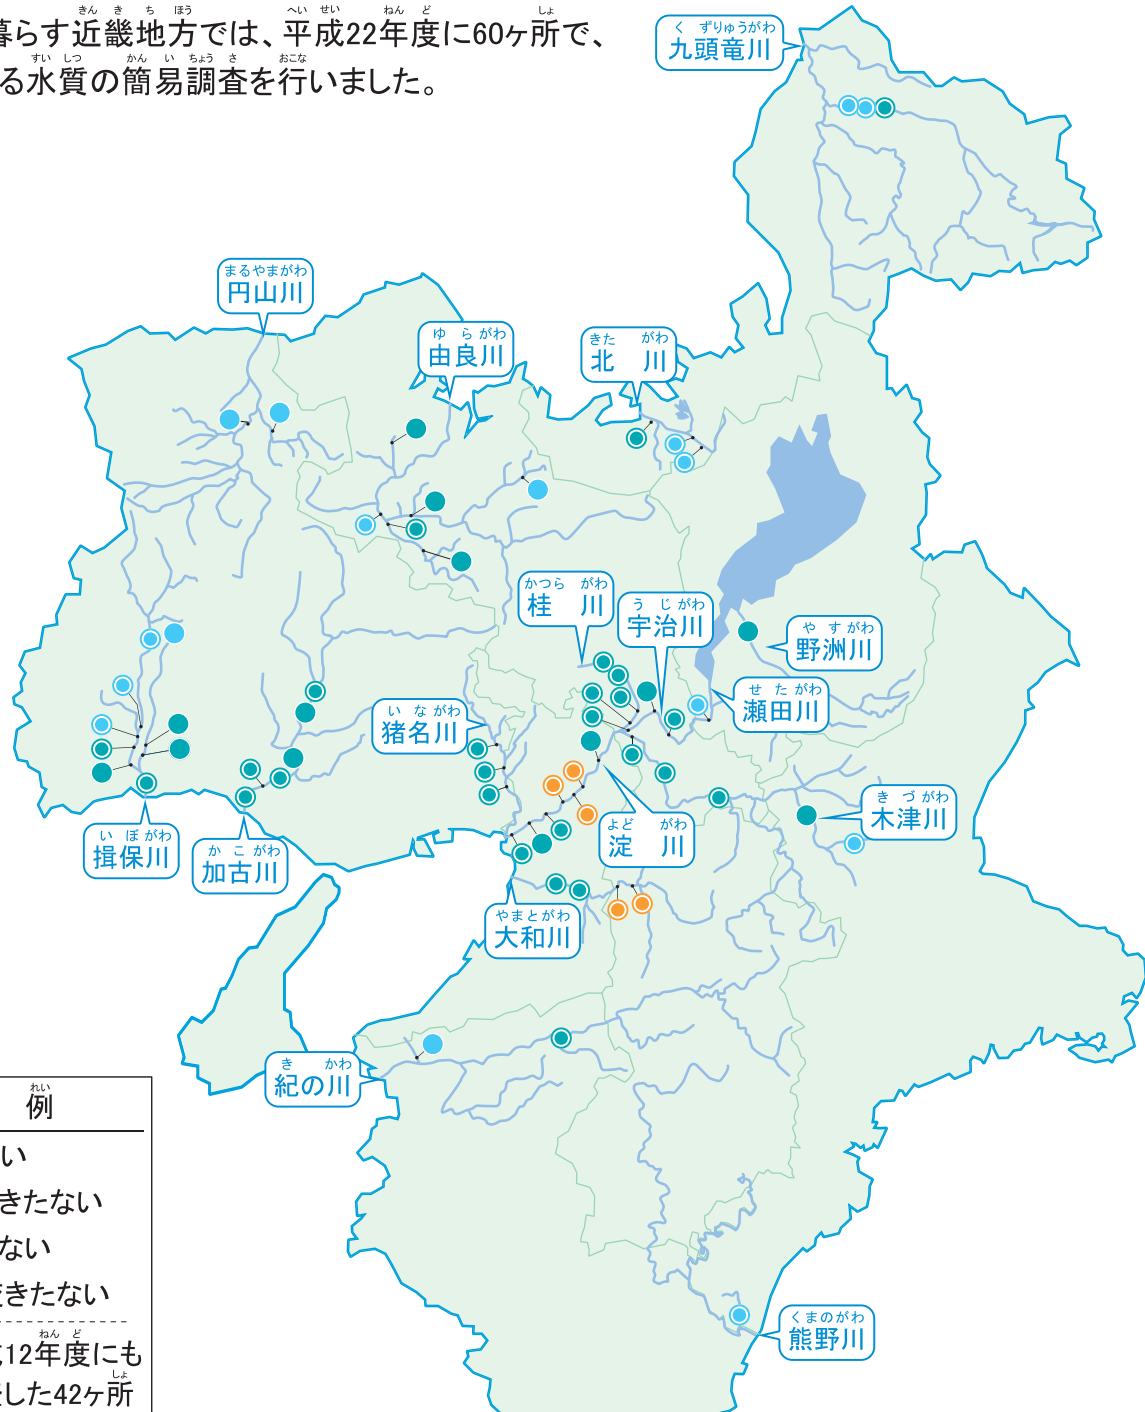 暮らす近畿地方では、平成22年度に60ヶ所で、
る水質の簡易調査を行いました。
九頭竜川
円山川
由良川
北川
桂川
宇治川
野洲川
瀬田川
猪名川
木津川
淀川
揖保川
加古川
大和川
紀の川
熊野川
例
い
きたない
ない
きたない
12年度にも
した42ヶ所